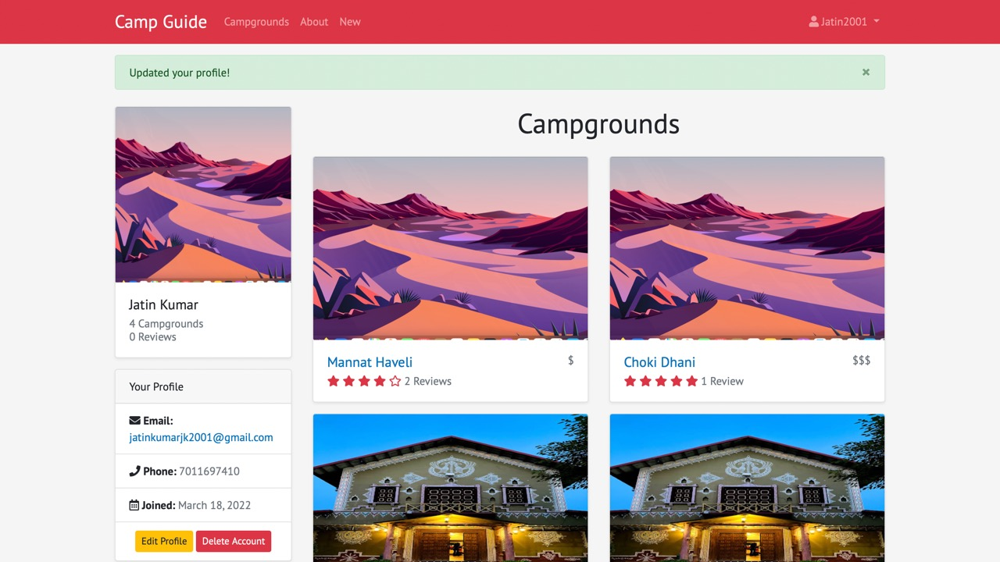 Camp Guide
Campgrounds
About
New
Jatin2001
Updated your profile!
×
Jatin Kumar
4 Campgrounds
0 Reviews
Your Profile
Email:
jatinkumarjk2001@gmail.com
Phone: 7011697410
Joined: March 18, 2022
Edit Profile
Delete Account
Campgrounds
Mannat Haveli
$
2 Reviews
Choki Dhani
$$$
1 Review